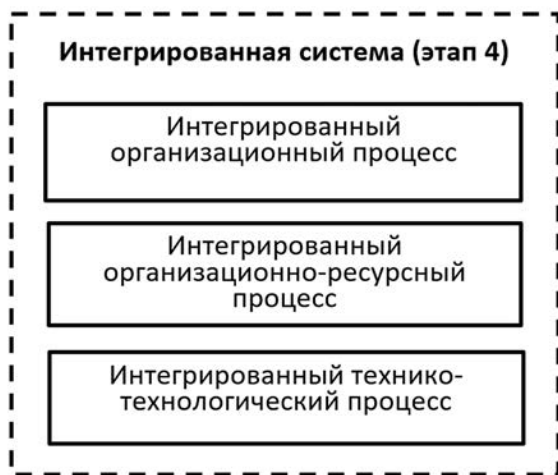 Интегрированная система (этап 4)
Интегрированный
организационный процесс
Интегрированный
организационно-ресурсный
процесс
Интегрированный технико-
технологический процесс